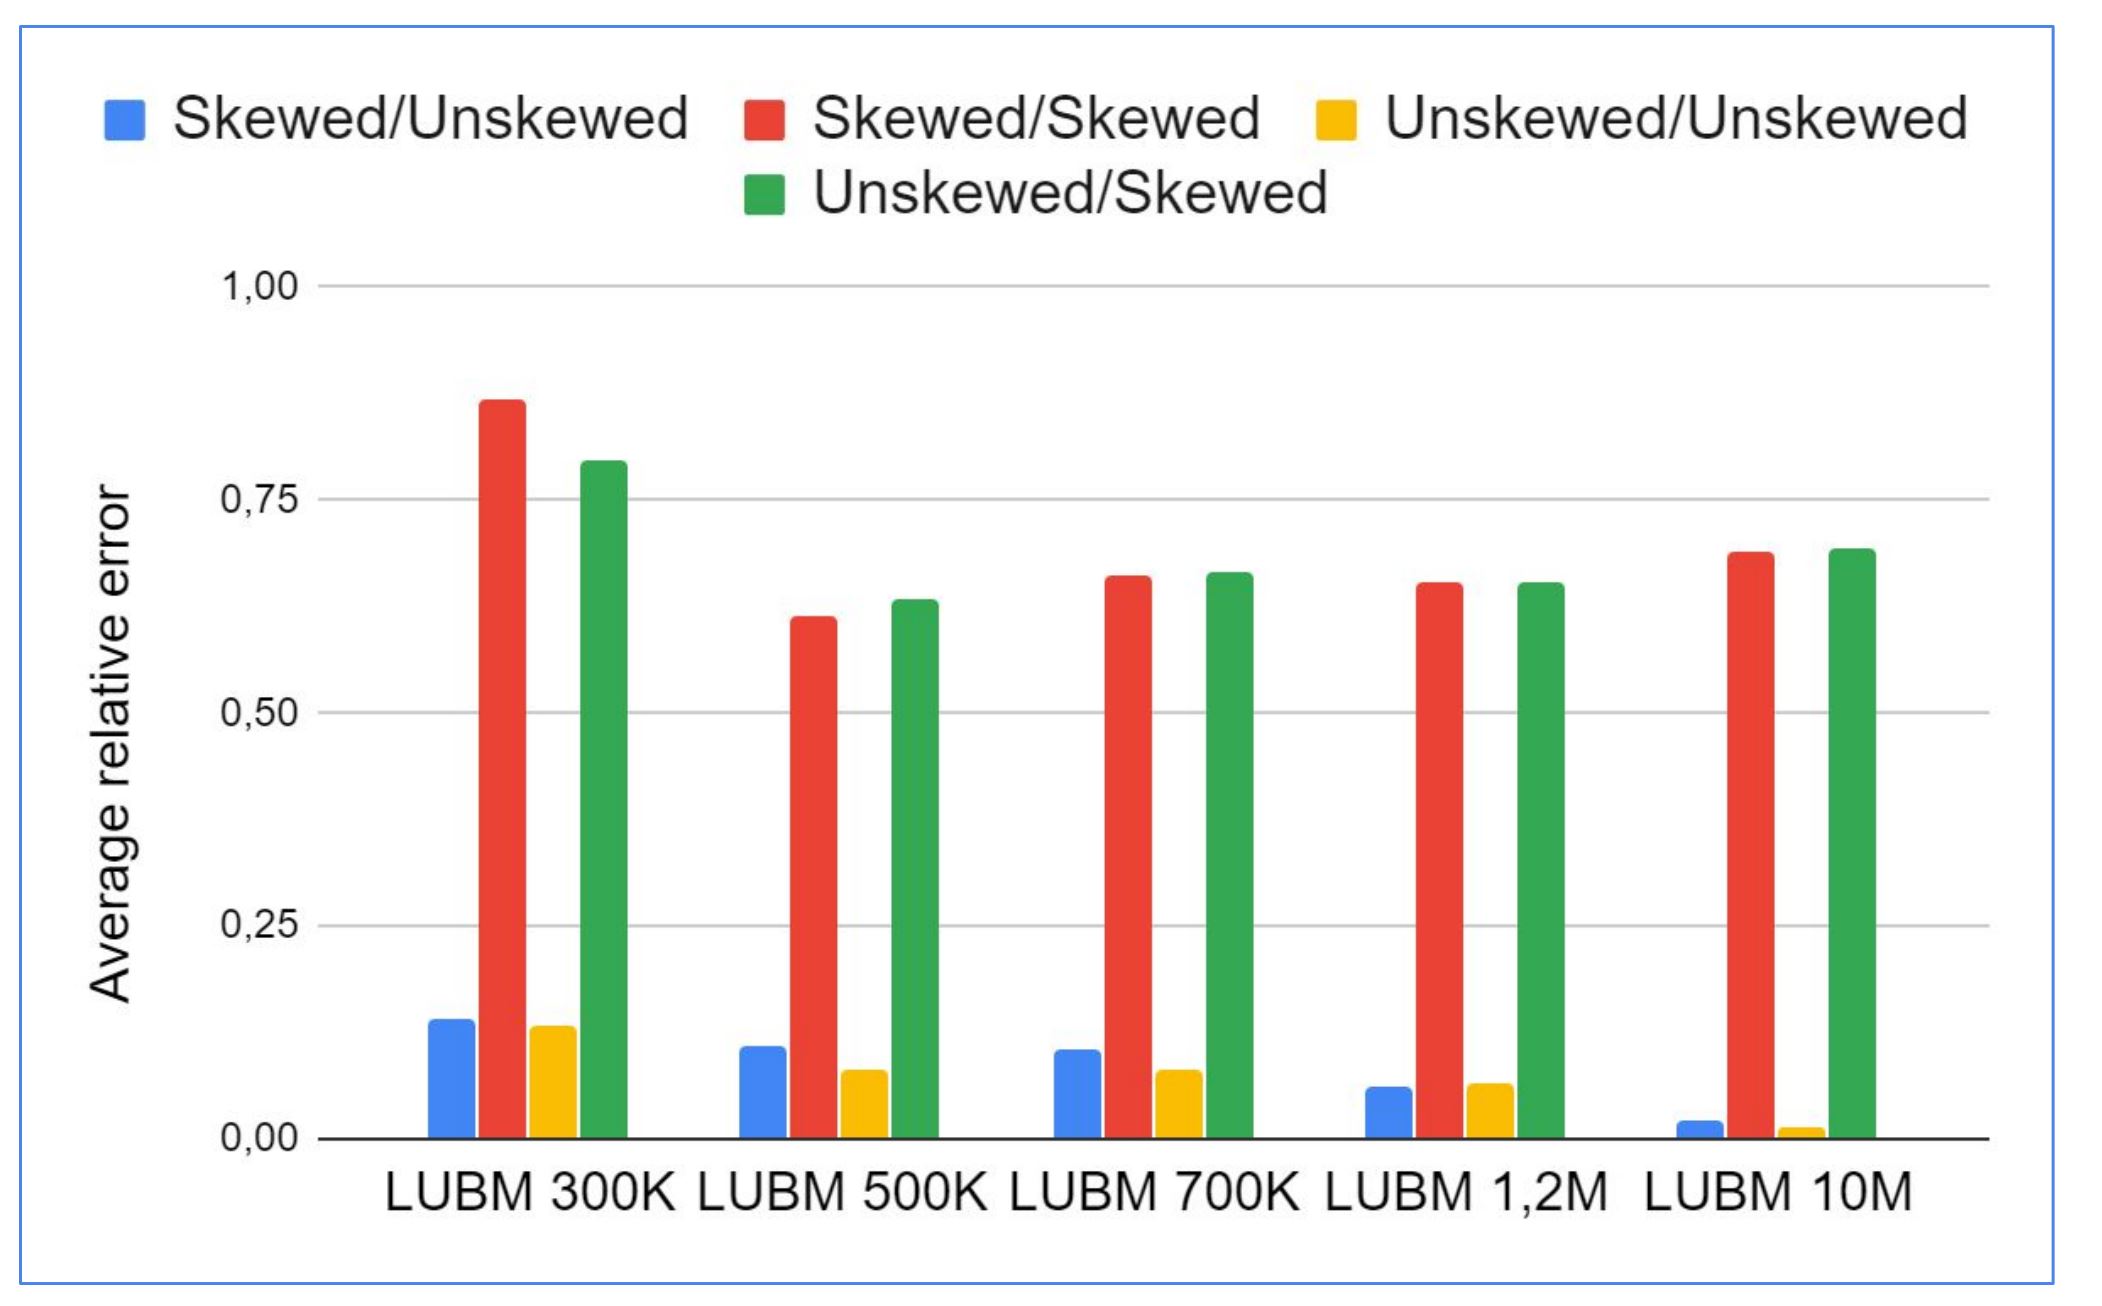 Skewed/Unskewed Skewed/Skewed Unskewed/Unskewed
Unskewed/Skewed
1,00
0,75
0,50
0,25
0,00
Average relative error
LUBM 300K LUBM 500K LUBM 700K LUBM 1,2M LUBM 10M